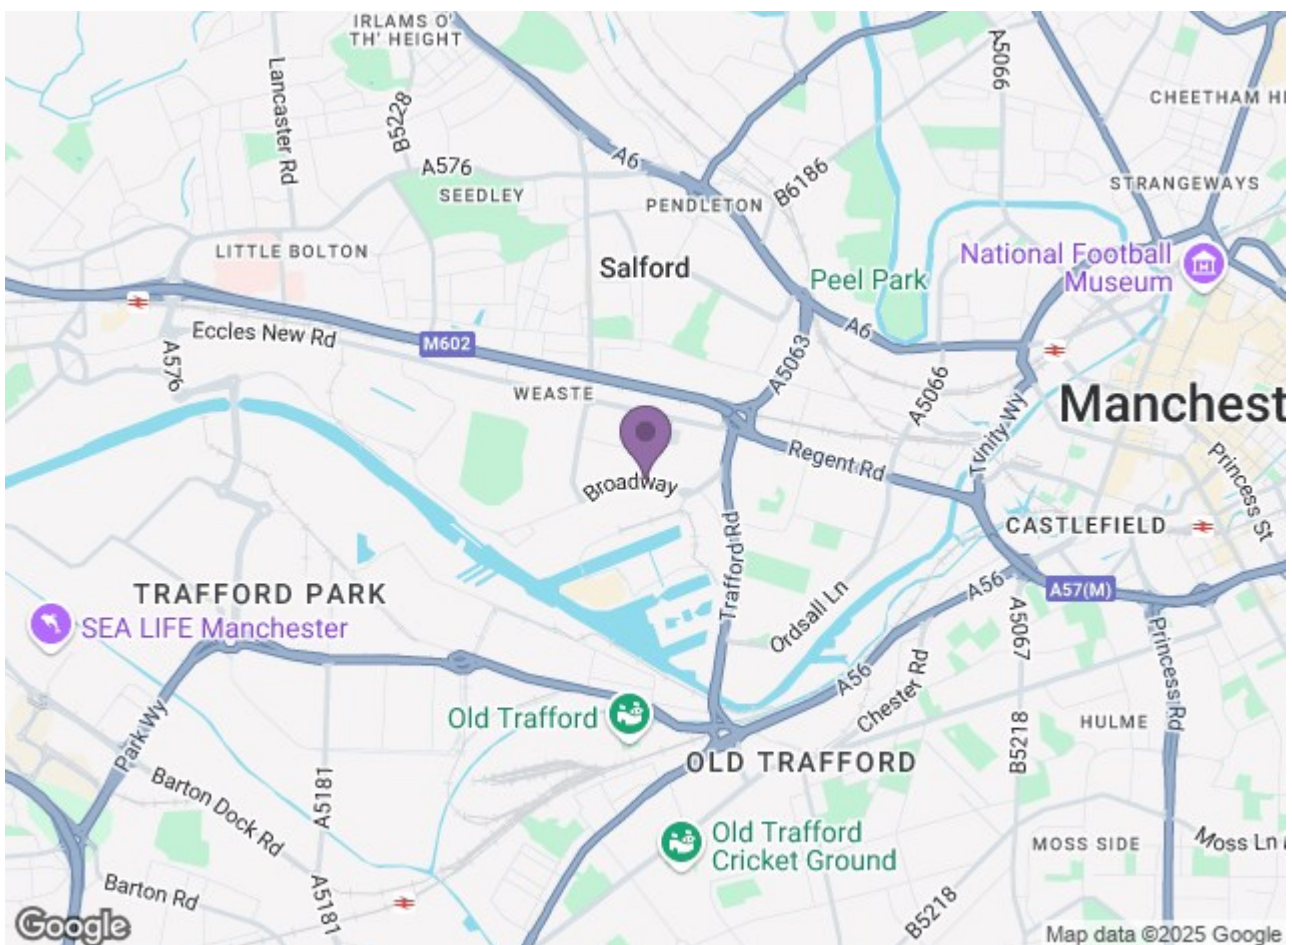 IRLAMS O'
TH' HEIGHT
Lancaster Rd
B5228
A5066
CHEETHAM HI
A6
A576
SEEDLEY
B6186
PENDLETON
STRANGEWAYS
LITTLE BOLTON
Salford
Peel Park
National Football
Museum
Eccles New Rd
M602
A6
A576
A5063
A5066
WEASTE
Manchest
Trinity Wy
Regent Rd
Princess St
Broadway
CASTLEFIELD
Trafford Rd
TRAFFORD PARK
A56
A57(M)
SEA LIFE Manchester
Ordsall Ln
A5067
Princess Rd
A56
Chester Rd
Old Trafford
HULME
Park Wy
B5218
OLD TRAFFORD
Barton Dock Rd
A5181
Old Trafford
Cricket Ground
MOSS SIDE
Moss Ln
Barton Rd
A5181
B5218
Google
Map data ©2025 Google